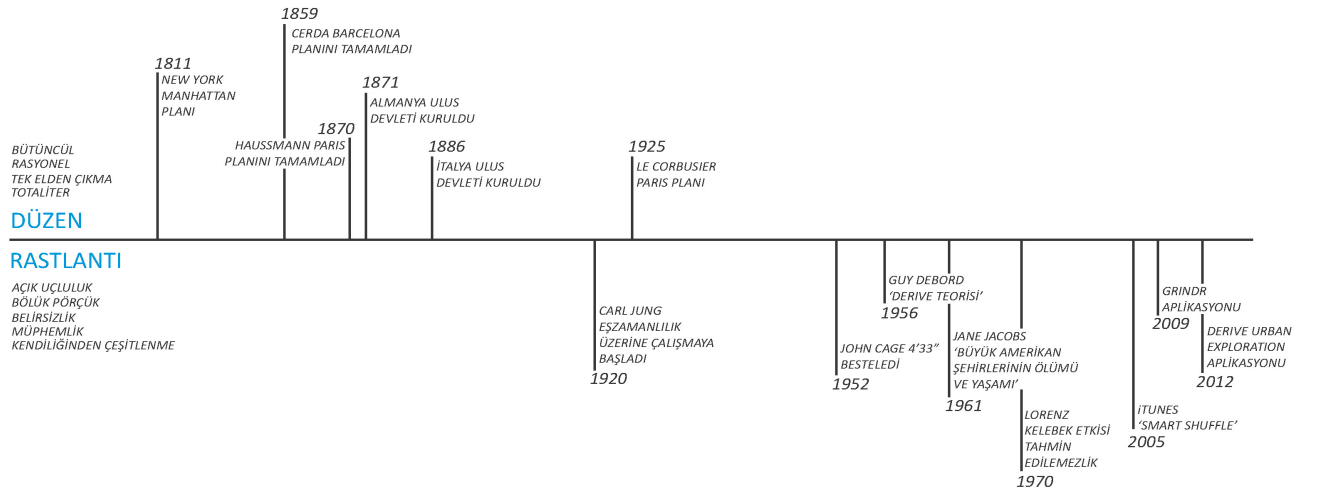 1859
CERDA BARCELONA
PLANINI TAMAMLADI
1811
NEW YORK
MANHATTAN
PLANI
1871
ALMANYA ULUS
DEVLETİ KURULDU
1870
HAUSSMANN PARIS
PLANINI TAMAMLADI
1886
İTALYA ULUS
DEVLETİ KURULDU
1925
LE CORBUSIER
PARIS PLANI
BÜTÜNCÜL
RASYONEL
TEK ELDEN ÇIKMA
TOTALİTER
DÜZEN
RASTLANTI
AÇIK UÇLULUK
BÖLÜK PÖRÇÜK
BELİRSİZLİK
MÜPHEMLİK
KENDİLİĞİNDEN ÇEŞİTLENME
CARL JUNG
EŞZAMANLILIK
ÜZERİNE ÇALIŞMAYA
BAŞLADI
1920
JOHN CAGE 4’33”
BESTELEDİ
1952
GUY DEBORD
‘DERIVE TEORİSİ’
1956
JANE JACOBS
‘BÜYÜK AMERİKAN
ŞEHİRLERİNİN ÖLÜMÜ
VE YAŞAMI’
1961
LORENZ
KELEBEK ETKİSİ
TAHMİN
EDİLEMEZLİK
1970
iTUNES
‘SMART SHUFFLE’
2005
GRINDR
APLİKASYONU
2009
DERIVE URBAN
EXPLORATION
APLİKASYONU
2012